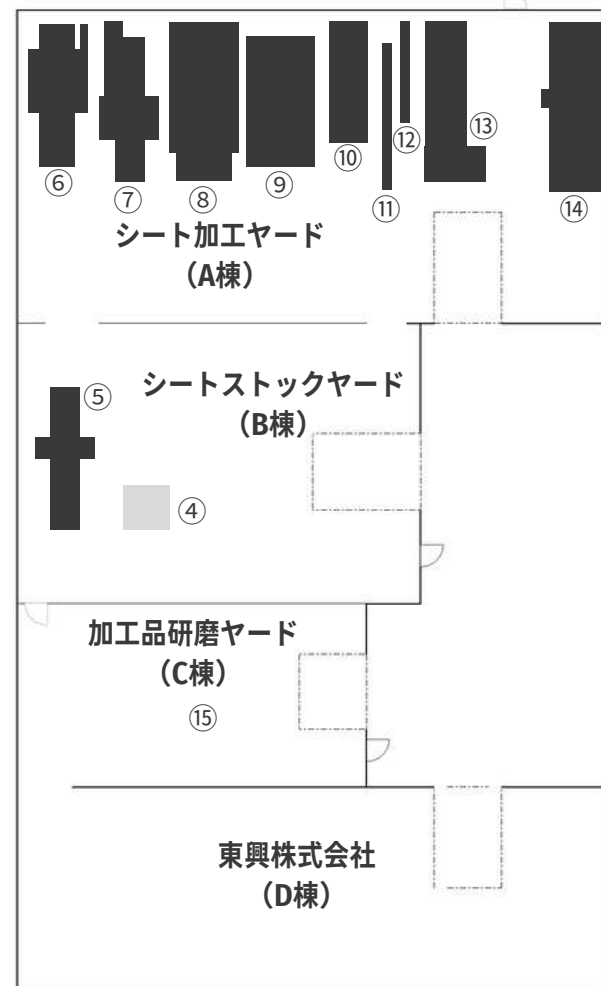 ⑥
⑦
⑧
⑨
⑩
⑪
⑫
⑬
⑭
シート加工ヤード
（A棟）
⑤
シートストックヤード
（B棟）
④
加工品研磨ヤード
（C棟）
⑮
東興株式会社
（D棟）